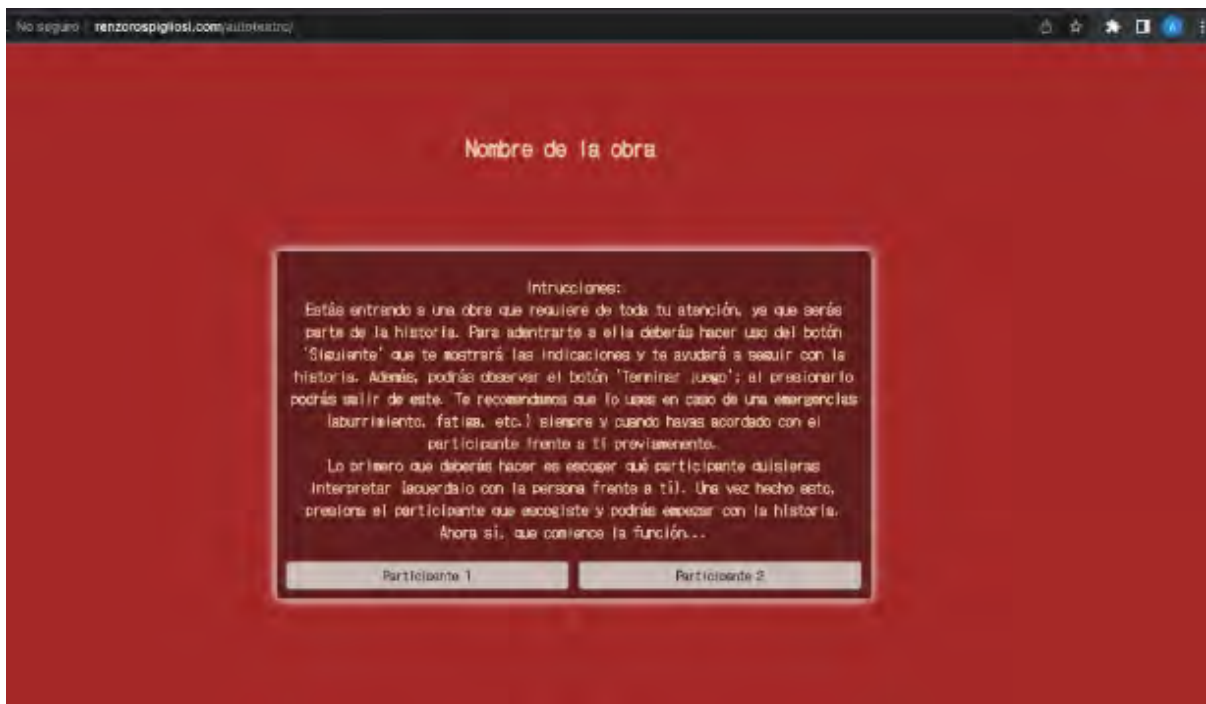 No seguro renzorospigliosi.com/autoteatro/
Nombre de la obra
Intrucciones:
Estás entrando a una obra que requiere de toda tu atención, ya que serás
parte de la historia. Para adentrarte a ella deberás hacer uso del botón
'Siguiente' que te mostrará las indicaciones y te ayudará a seguir con la
historia. Además, podrás observar el botón 'Terminar juego'; al presionarlo
podrás salir de este. Te recomendamos que lo uses en caso de una emergencias
(aburrimiento, fatiga, etc.) siempre y cuando hayas acordado con el
participante frente a ti previamenento.
Lo primero que deberás hacer es escoger qué participante quisieras
interpretar (acuerdalo con la persona frente a ti). Una vez hecho esto,
presiona el participante que escogiste y podrás empezar con la historia.
Ahora sí, que comience la función...
Participante 1
Participante 2